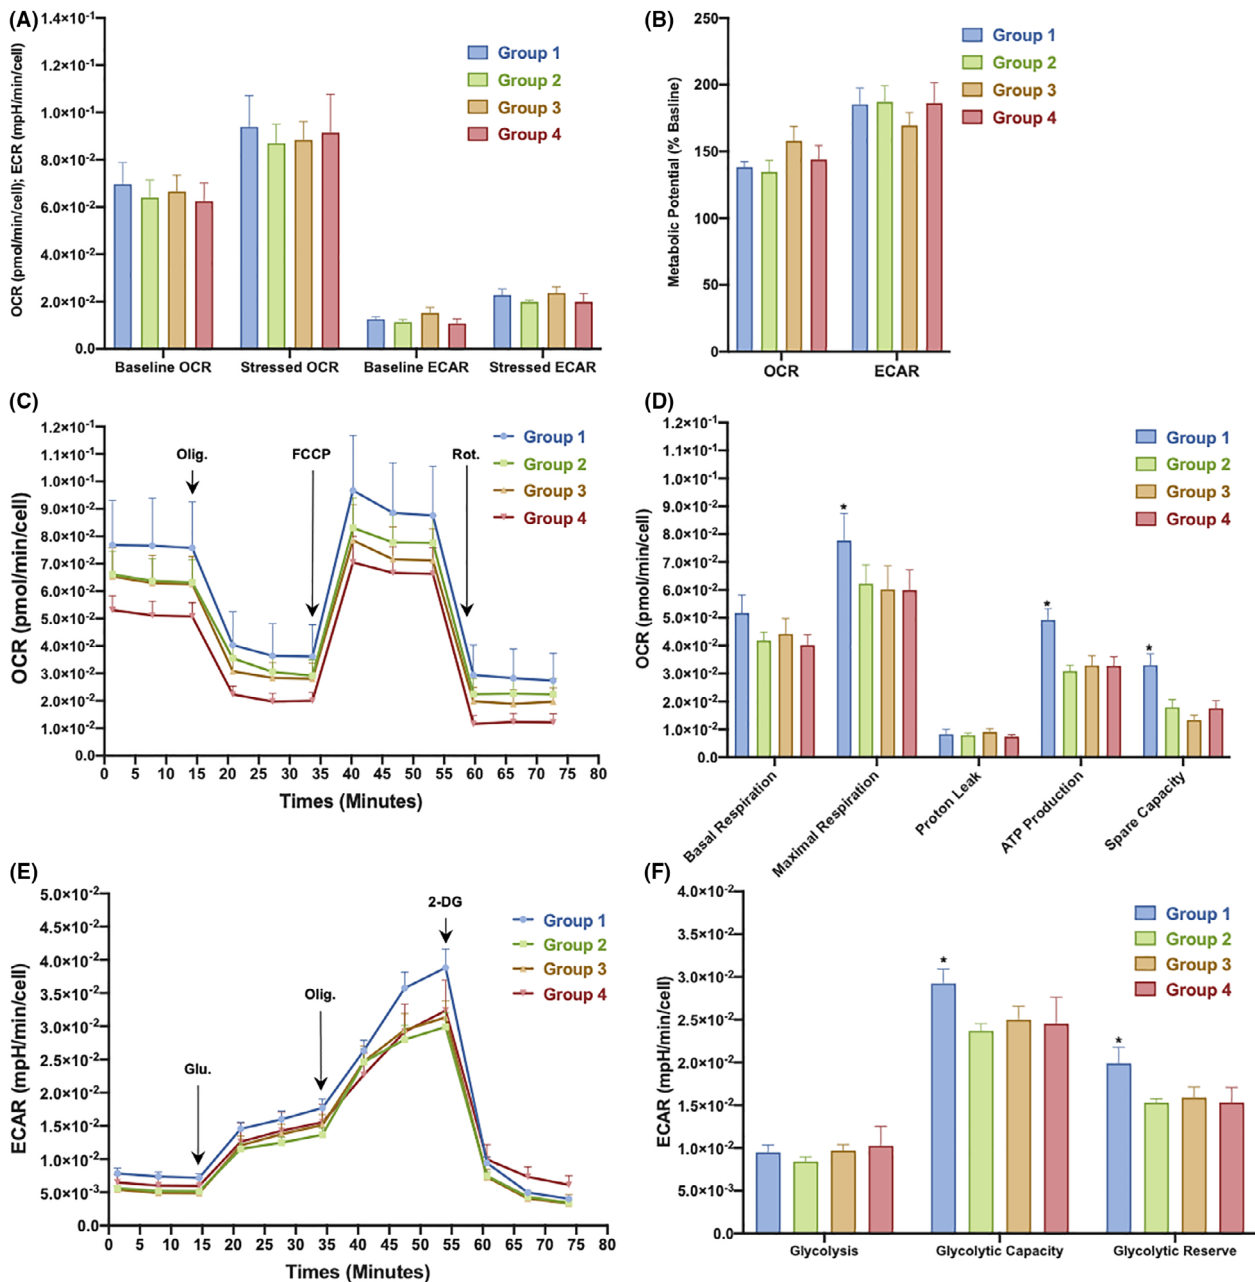 (A)
OCR (pmol/min/cell); ECR (mpH/min/cell)
1.4×10-1
1.2×10-1
1.0×10-1
8.0×10-2
6.0×10-2
4.0×10-2
2.0×10-2
0.0
Baseline OCR Stressed OCR Baseline ECAR Stressed ECAR
Group 1
Group 2
Group 3
Group 4
(B)
Metabolic Potential (% Basline)
250
200
150
100
50
0
OCR ECAR
Group 1
Group 2
Group 3
Group 4
(C)
OCR (pmol/min/cell)
1.2×10-1
1.1×10-1
1.0×10-1
9.0×10-2
8.0×10-2
7.0×10-2
6.0×10-2
5.0×10-2
4.0×10-2
3.0×10-2
2.0×10-2
1.0×10-2
0.0
Olig. FCCP Rot.
Group 1
Group 2
Group 3
Group 4
0 5 10 15 20 25 30 35 40 45 50 55 60 65 70 75 80
Times (Minutes)
(D)
OCR (pmol/min/cell)
1.2×10-1
1.1×10-1
1.0×10-1
9.0×10-2
8.0×10-2
7.0×10-2
6.0×10-2
5.0×10-2
4.0×10-2
3.0×10-2
2.0×10-2
1.0×10-2
0.0
*
*
*
Group 1
Group 2
Group 3
Group 4
Basal Respiration
Maximal Respiration
Proton Leak
ATP Production
Spare Capacity
(E)
ECAR (mpH/min/cell)
5.0×10-2
4.5×10-2
4.0×10-2
3.5×10-2
3.0×10-2
2.5×10-2
2.0×10-2
1.5×10-2
1.0×10-2
5.0×10-3
0.0
Glu.
Olig.
2-DG
Group 1
Group 2
Group 3
Group 4
0 5 10 15 20 25 30 35 40 45 50 55 60 65 70 75 80
Times (Minutes)
(F)
ECAR (mpH/min/cell)
4.0×10-2
3.5×10-2
3.0×10-2
2.5×10-2
2.0×10-2
1.5×10-2
1.0×10-2
5.0×10-3
0.0
*
*
Group 1
Group 2
Group 3
Group 4
Glycolysis Glycolytic Capacity Glycolytic Reserve